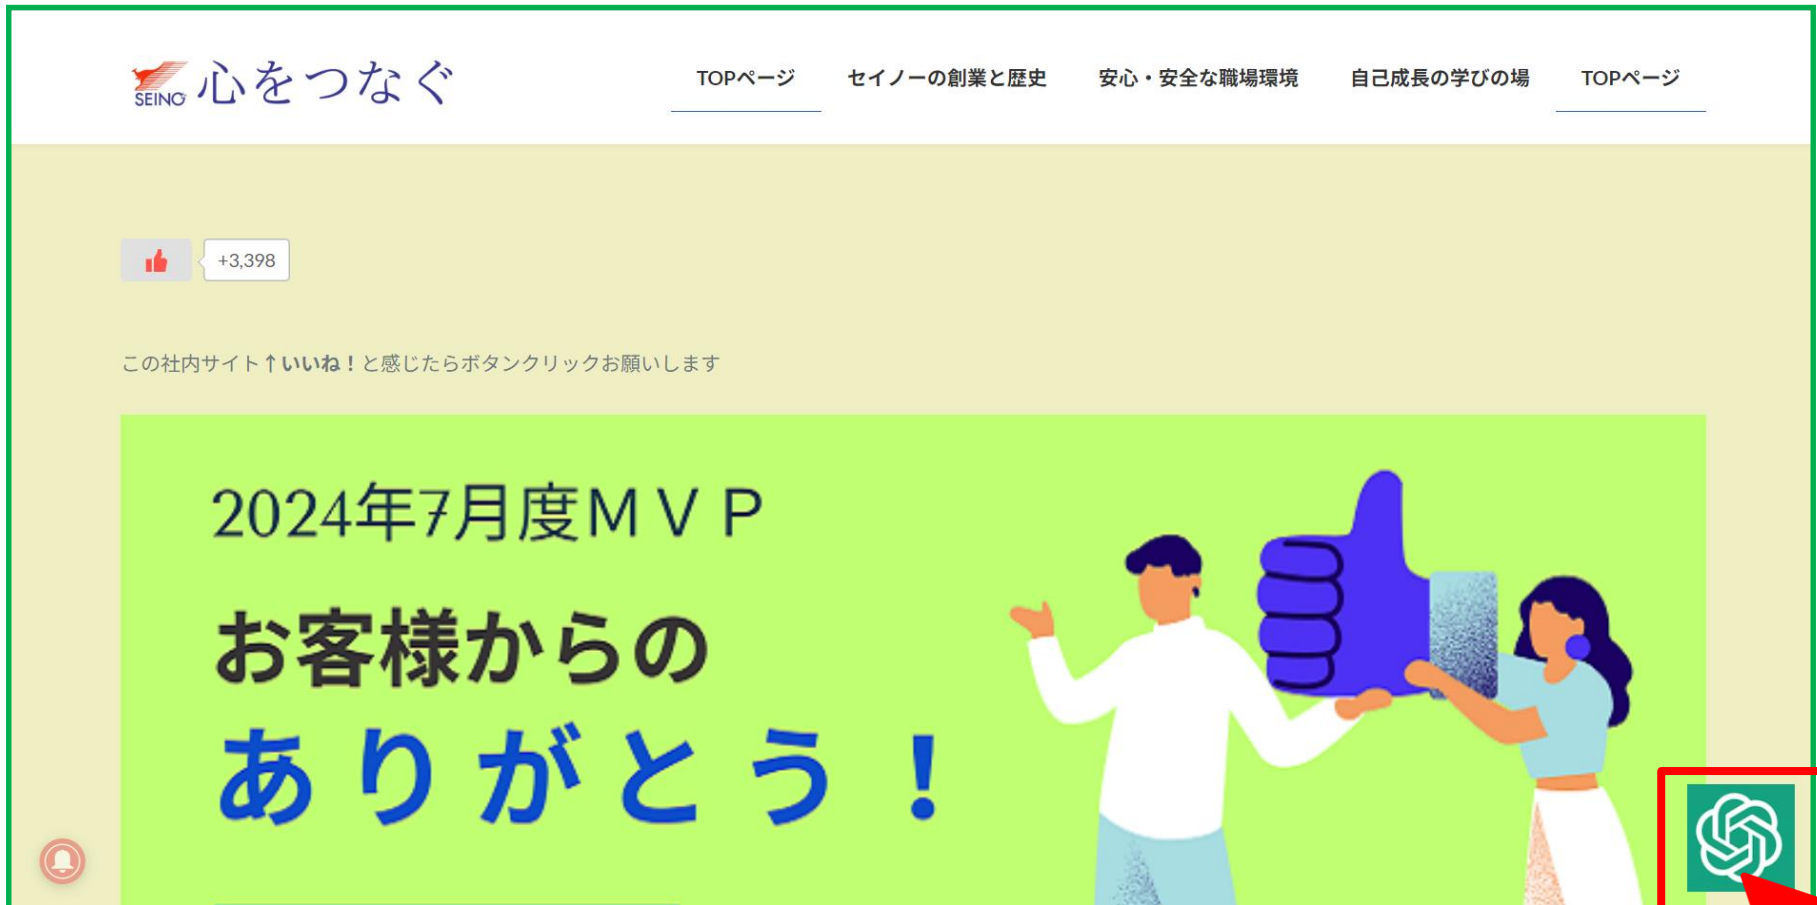 SEINO 心をつなぐ
TOPページ セイノーの創業と歴史 安心・安全な職場環境 自己成長の学びの場 TOPページ
+3,398
この社内サイト↑いいね！と感じたらボタンクリックお願いします
2024年7月度ＭＶＰ
お客様からの
ありがとう！